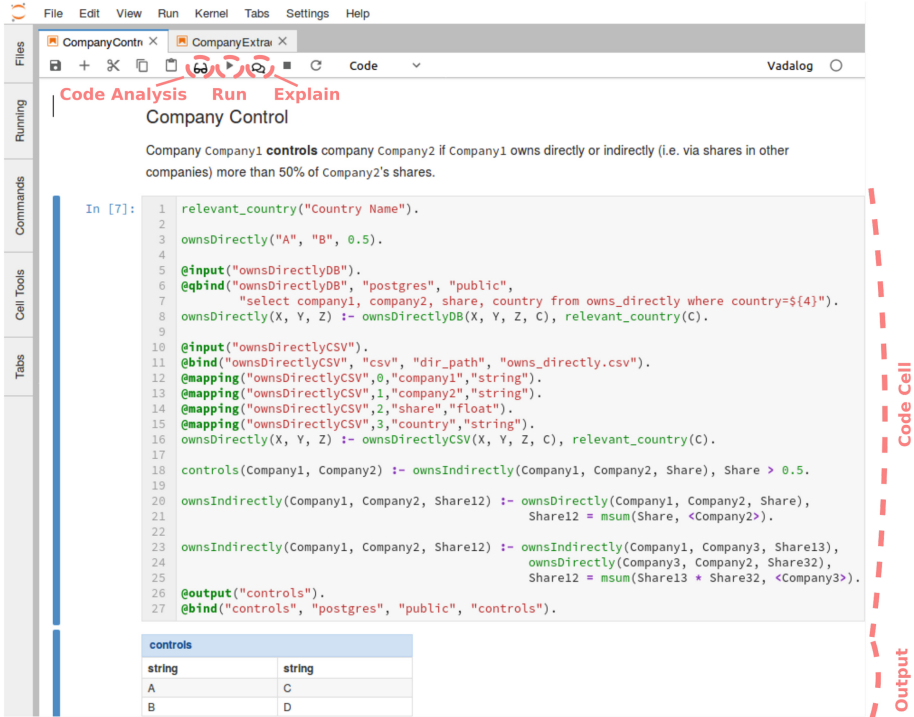 File Edit View Run Kernel Tabs Settings Help
Files
Running
Commands
Cell Tools
Tabs
CompanyContr
CompanyExtra
Code
Vadalog
Code Analysis Run Explain
Company Control
Company Company1 controls company Company2 if Company1 owns directly or indirectly (i.e. via shares in other
companies) more than 50% of Company2's shares.
In [7]:
1 relevant_country("Country Name").
2
3 ownsDirectly("A", "B", 0.5).
4
5 @input("ownsDirectlyDB").
6 @qbind("ownsDirectlyDB", "postgres", "public",
7 "select company1, company2, share, country from owns_directly where country=${4}").
8 ownsDirectly(X, Y, Z) :- ownsDirectlyDB(X, Y, Z, C), relevant_country(C).
9
10 @input("ownsDirectlyCSV").
11 @bind("ownsDirectlyCSV", "csv", "dir_path", "owns_directly.csv").
12 @mapping("ownsDirectlyCSV",0,"company1","string").
13 @mapping("ownsDirectlyCSV",1,"company2","string").
14 @mapping("ownsDirectlyCSV",2,"share","float").
15 @mapping("ownsDirectlyCSV",3,"country","string").
16 ownsDirectly(X, Y, Z) :- ownsDirectlyCSV(X, Y, Z, C), relevant_country(C).
17
18 controls(Company1, Company2) :- ownsIndirectly(Company1, Company2, Share), Share > 0.5.
19
20 ownsIndirectly(Company1, Company2, Share12) :- ownsDirectly(Company1, Company2, Share),
21 Share12 = msum(Share, <Company2>).
22
23 ownsIndirectly(Company1, Company2, Share12) :- ownsIndirectly(Company1, Company3, Share13),
24 ownsDirectly(Company3, Company2, Share32),
25 Share12 = msum(Share13 * Share32, <Company3>).
26 @output("controls").
27 @bind("controls", "postgres", "public", "controls").
Code Cell
controls
string string
A C
B D
Output